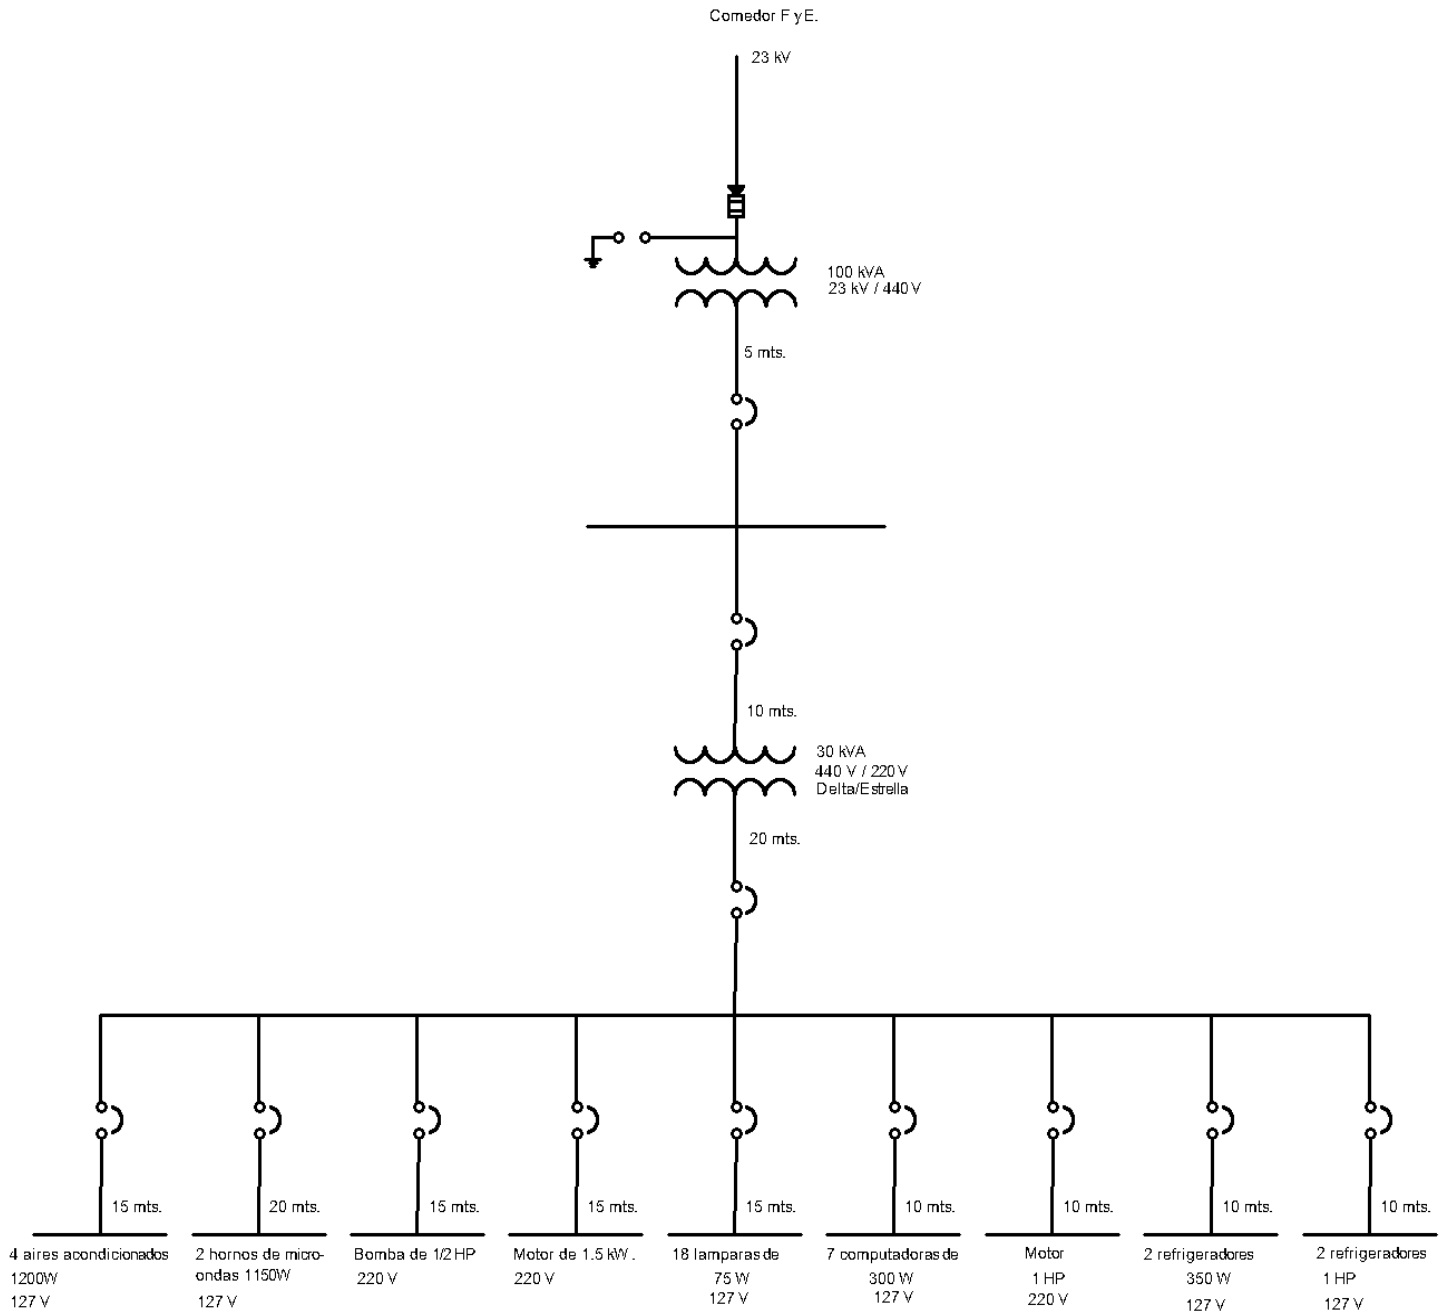 Comedor F y E.
23 kV
100 kVA
23 kV / 440 V
5 mts.
10 mts.
30 kVA
440 V / 220 V
Delta/Estrella
20 mts.
15 mts.
20 mts.
15 mts.
15 mts.
15 mts.
10 mts.
10 mts.
10 mts.
10 mts.
4 aires acondicionados
1200W
127 V
2 hornos de micro-
ondas 1150W
127 V
Bomba de 1/2 HP
220 V
Motor de 1.5 kW .
220 V
18 lamparas de
75 W
127 V
7 computadoras de
300 W
127 V
Motor
1 HP
220 V
2 refrigeradores
350 W
127 V
2 refrigeradores
1 HP
127 V